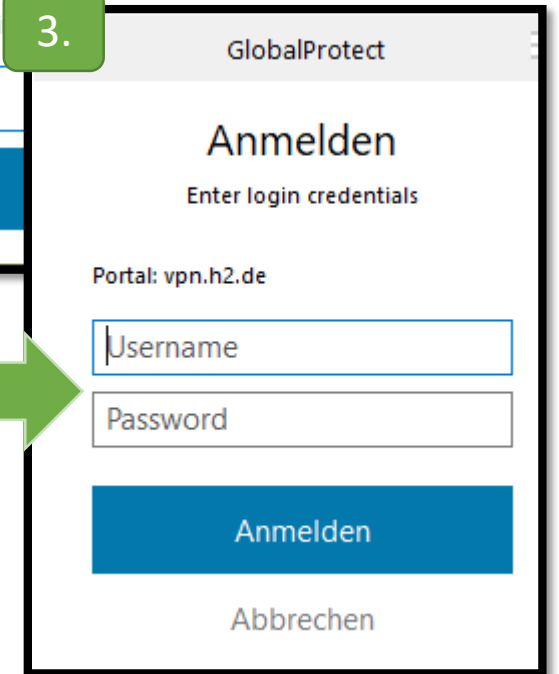 3.
GlobalProtect
Anmelden
Enter login credentials
Portal: vpn.h2.de
Username
Password
Anmelden
Abbrechen